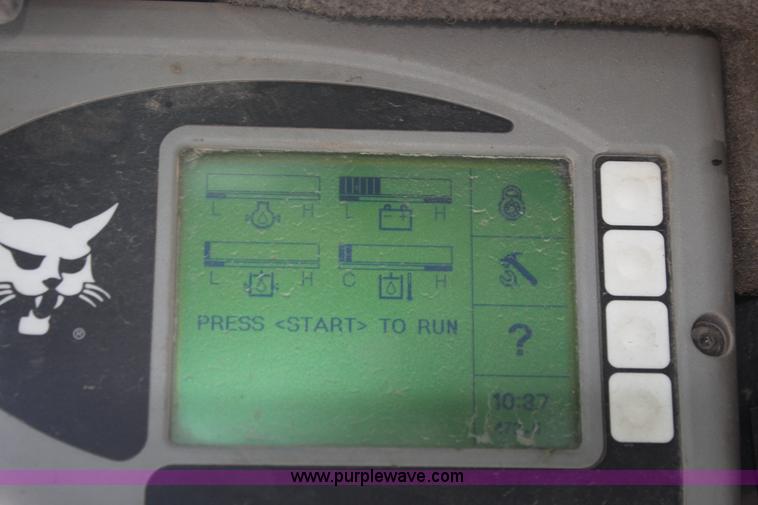 L H L H
L H C H
PRESS <START> TO RUN
?
10:37
®
www.purplewave.com